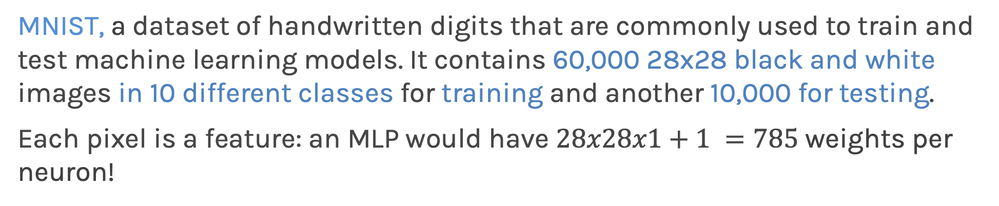 MNIST, a dataset of handwritten digits that are commonly used to train and
test machine learning models. It contains 60,000 28x28 black and white
images in 10 different classes for training and another 10,000 for testing.
Each pixel is a feature: an MLP would have 28x28x1 + 1 = 785 weights per
neuron!